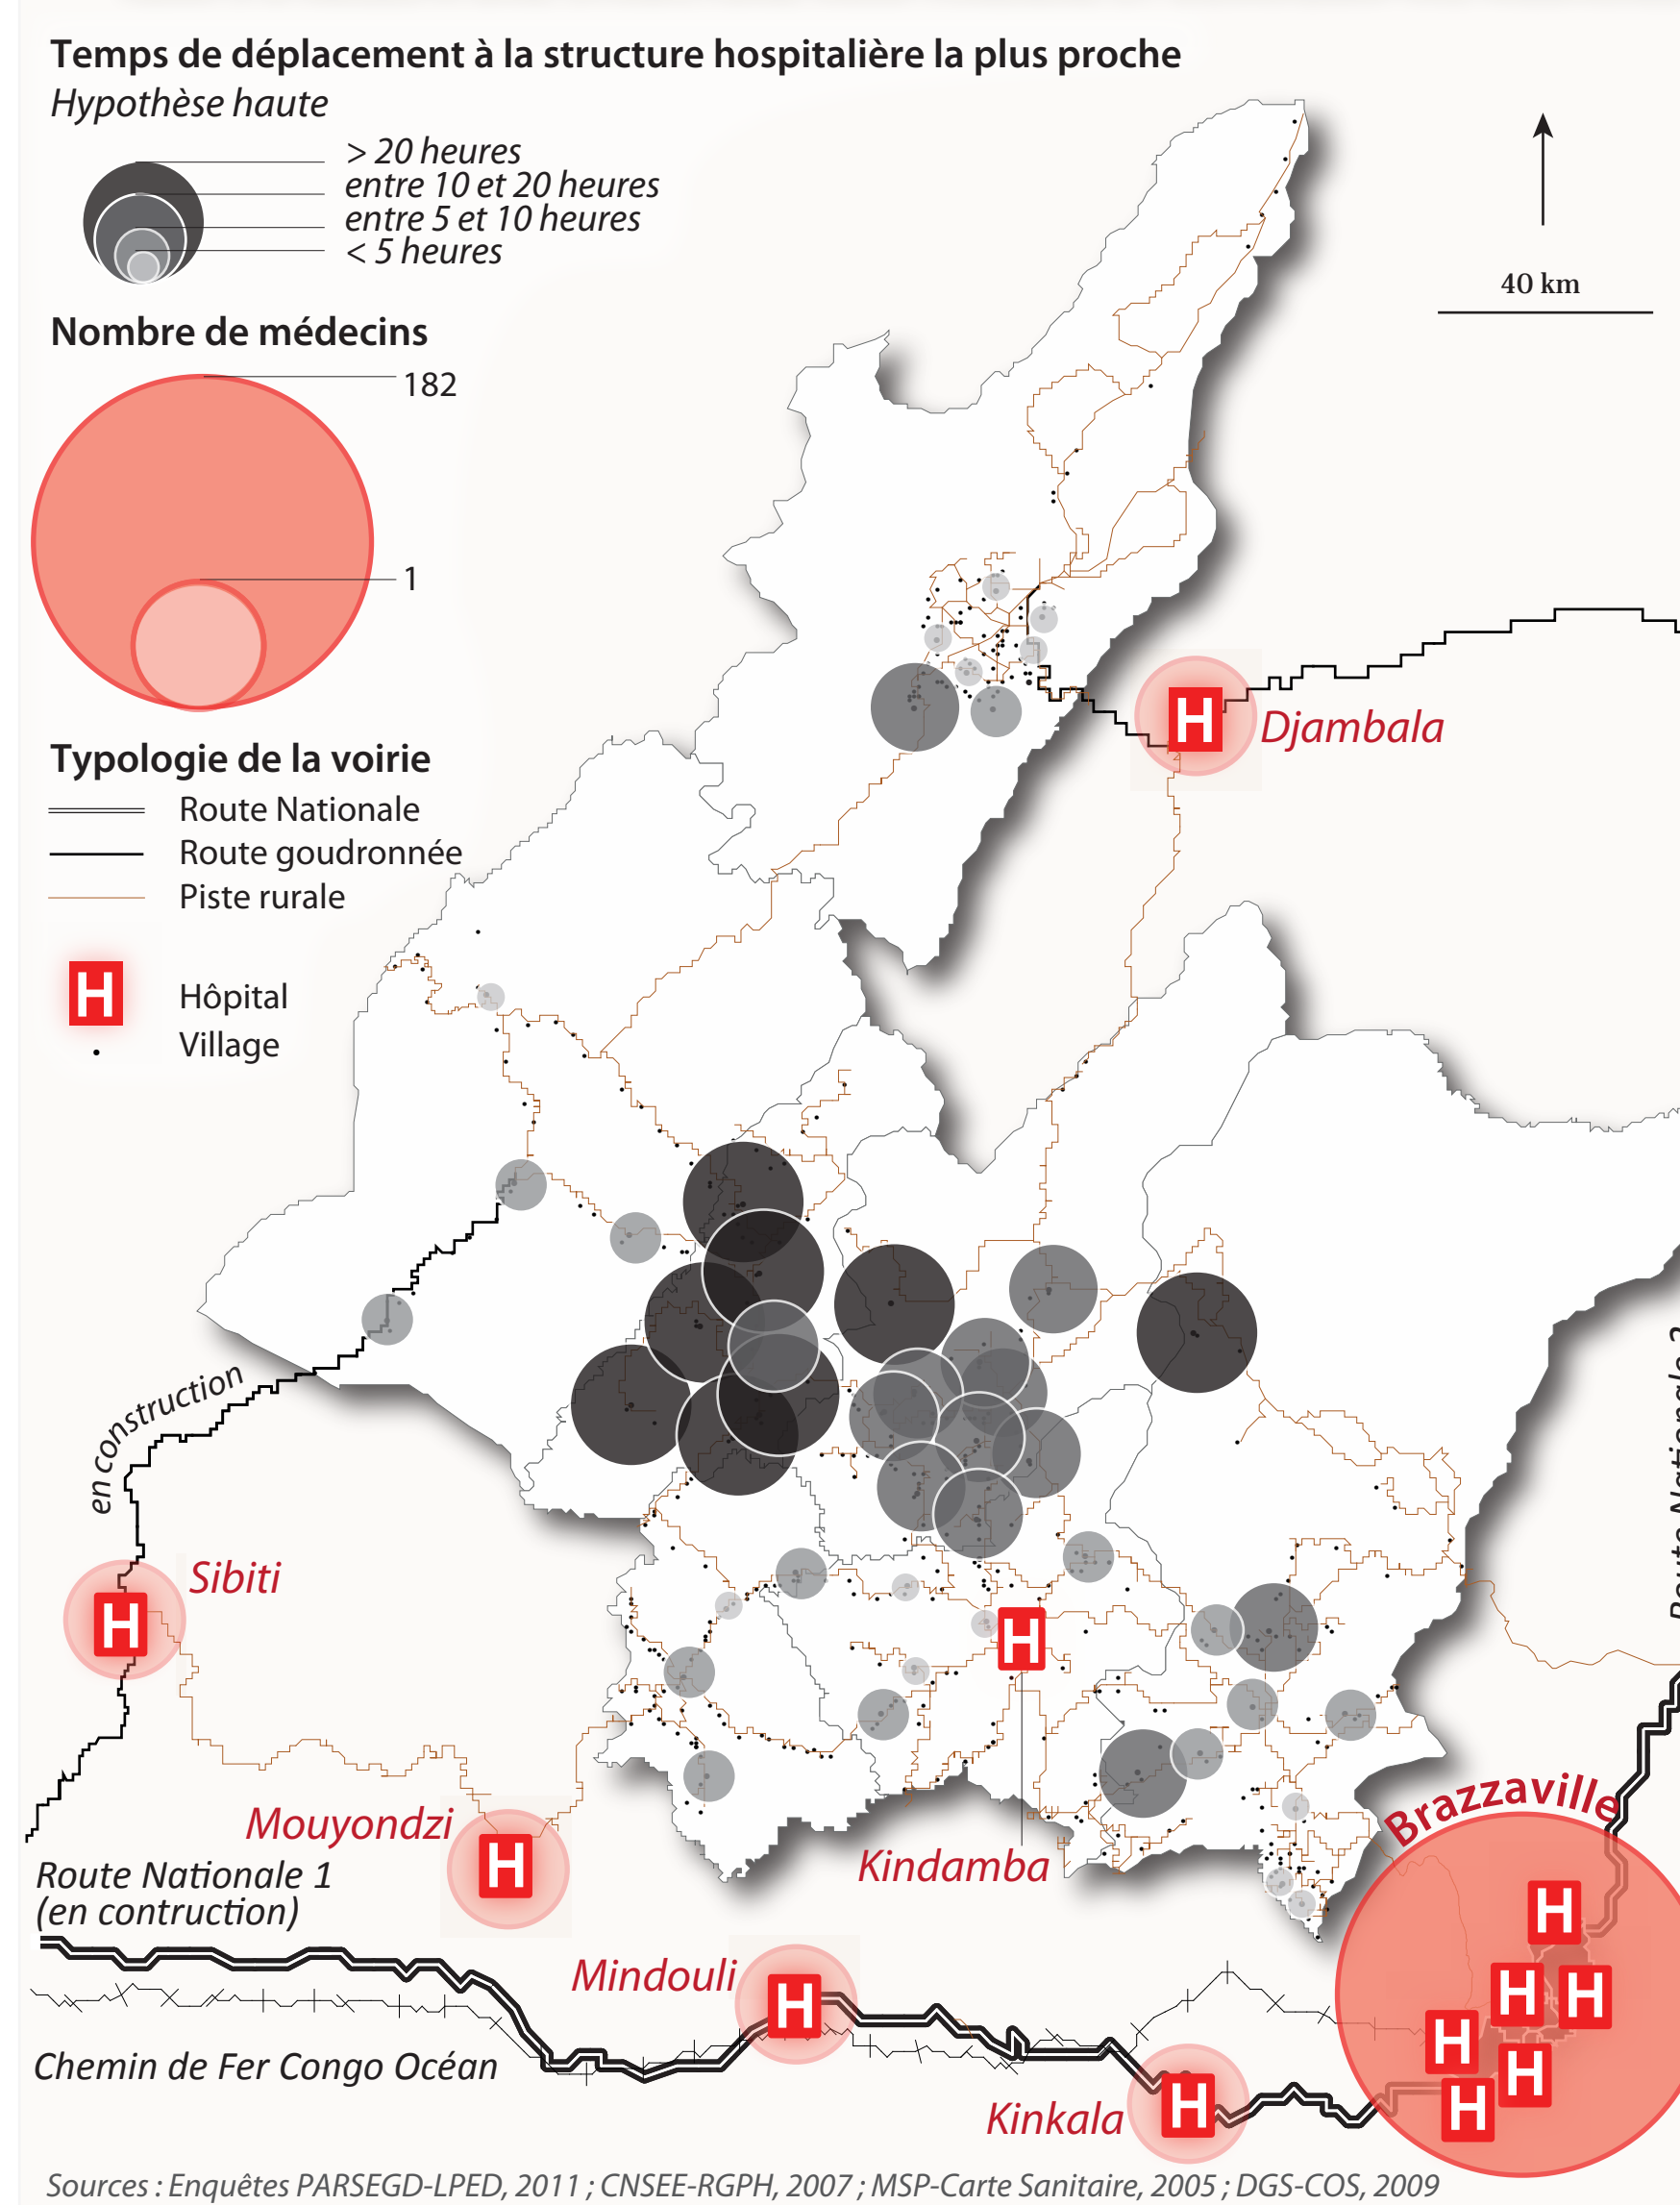 Temps de déplacement à la structure hospitalière la plus proche
Hypothèse haute
> 20 heures
entre 10 et 20 heures
entre 5 et 10 heures
< 5 heures
40 km
Nombre de médecins
182
1
Typologie de la voirie
Route Nationale
Route goudronnée
Piste rurale
H Hôpital
Village
H Djambala
en construction
Route Nationale 2
Sibiti
H
H
Mouyondzi
H
Kindamba
Brazzaville
H
H
H
H
H
H
Route Nationale 1
(en contruction)
Mindouli
H
Chemin de Fer Congo Océan
Kinkala
H
Sources : Enquêtes PARSEGD-LPED, 2011 ; CNSEE-RGPH, 2007 ; MSP-Carte Sanitaire, 2005 ; DGS-COS, 2009